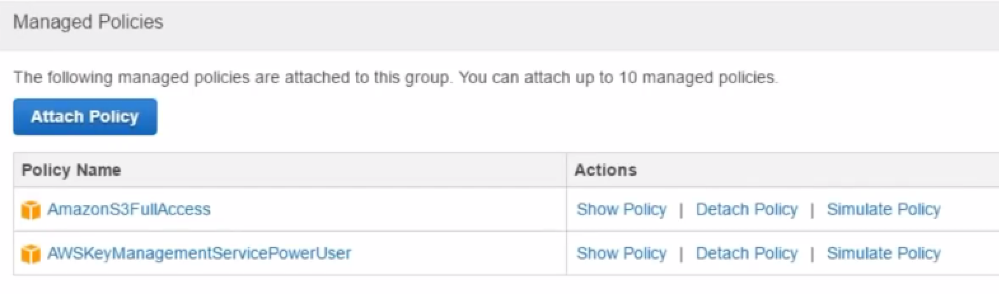 Managed Policies
The following managed policies are attached to this group. You can attach up to 10 managed policies.
Attach Policy
Policy Name Actions
AmazonS3FullAccess Show Policy | Detach Policy | Simulate Policy
AWSKeyManagementServicePowerUser Show Policy | Detach Policy | Simulate Policy